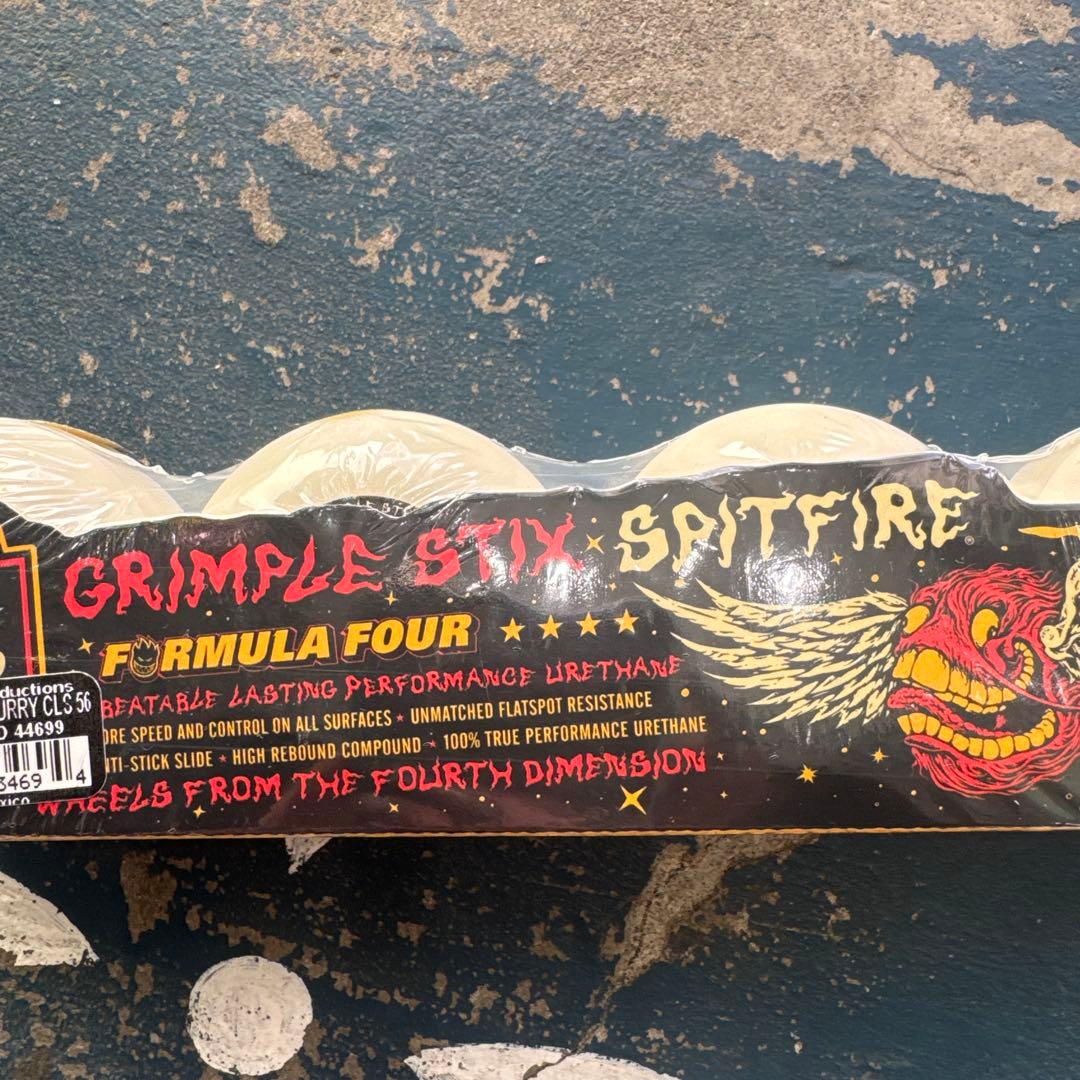 GRIMPLE STIX SPITFIRE
FORMULA FOUR
BEATABLE LASTING PERFORMANCE URETHANE
ORE SPEED AND CONTROL ON ALL SURFACES ★ UNMATCHED FLATSPOT RESISTANCE
TI-STICK SLIDE ★ HIGH REBOUND COMPOUND ★ 100% TRUE PERFORMANCE URETHANE
WHEELS FROM THE FOURTH DIMENSION
ductions
URRY CLS 56
44699
3469 4